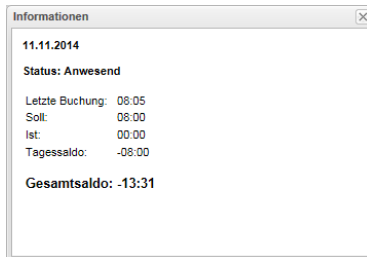 Informationen
11.11.2014
Status: Anwesend
Letzte Buchung: 08:05
Soll: 08:00
Ist: 00:00
Tagessaldo: -08:00
Gesamtsaldo: -13:31